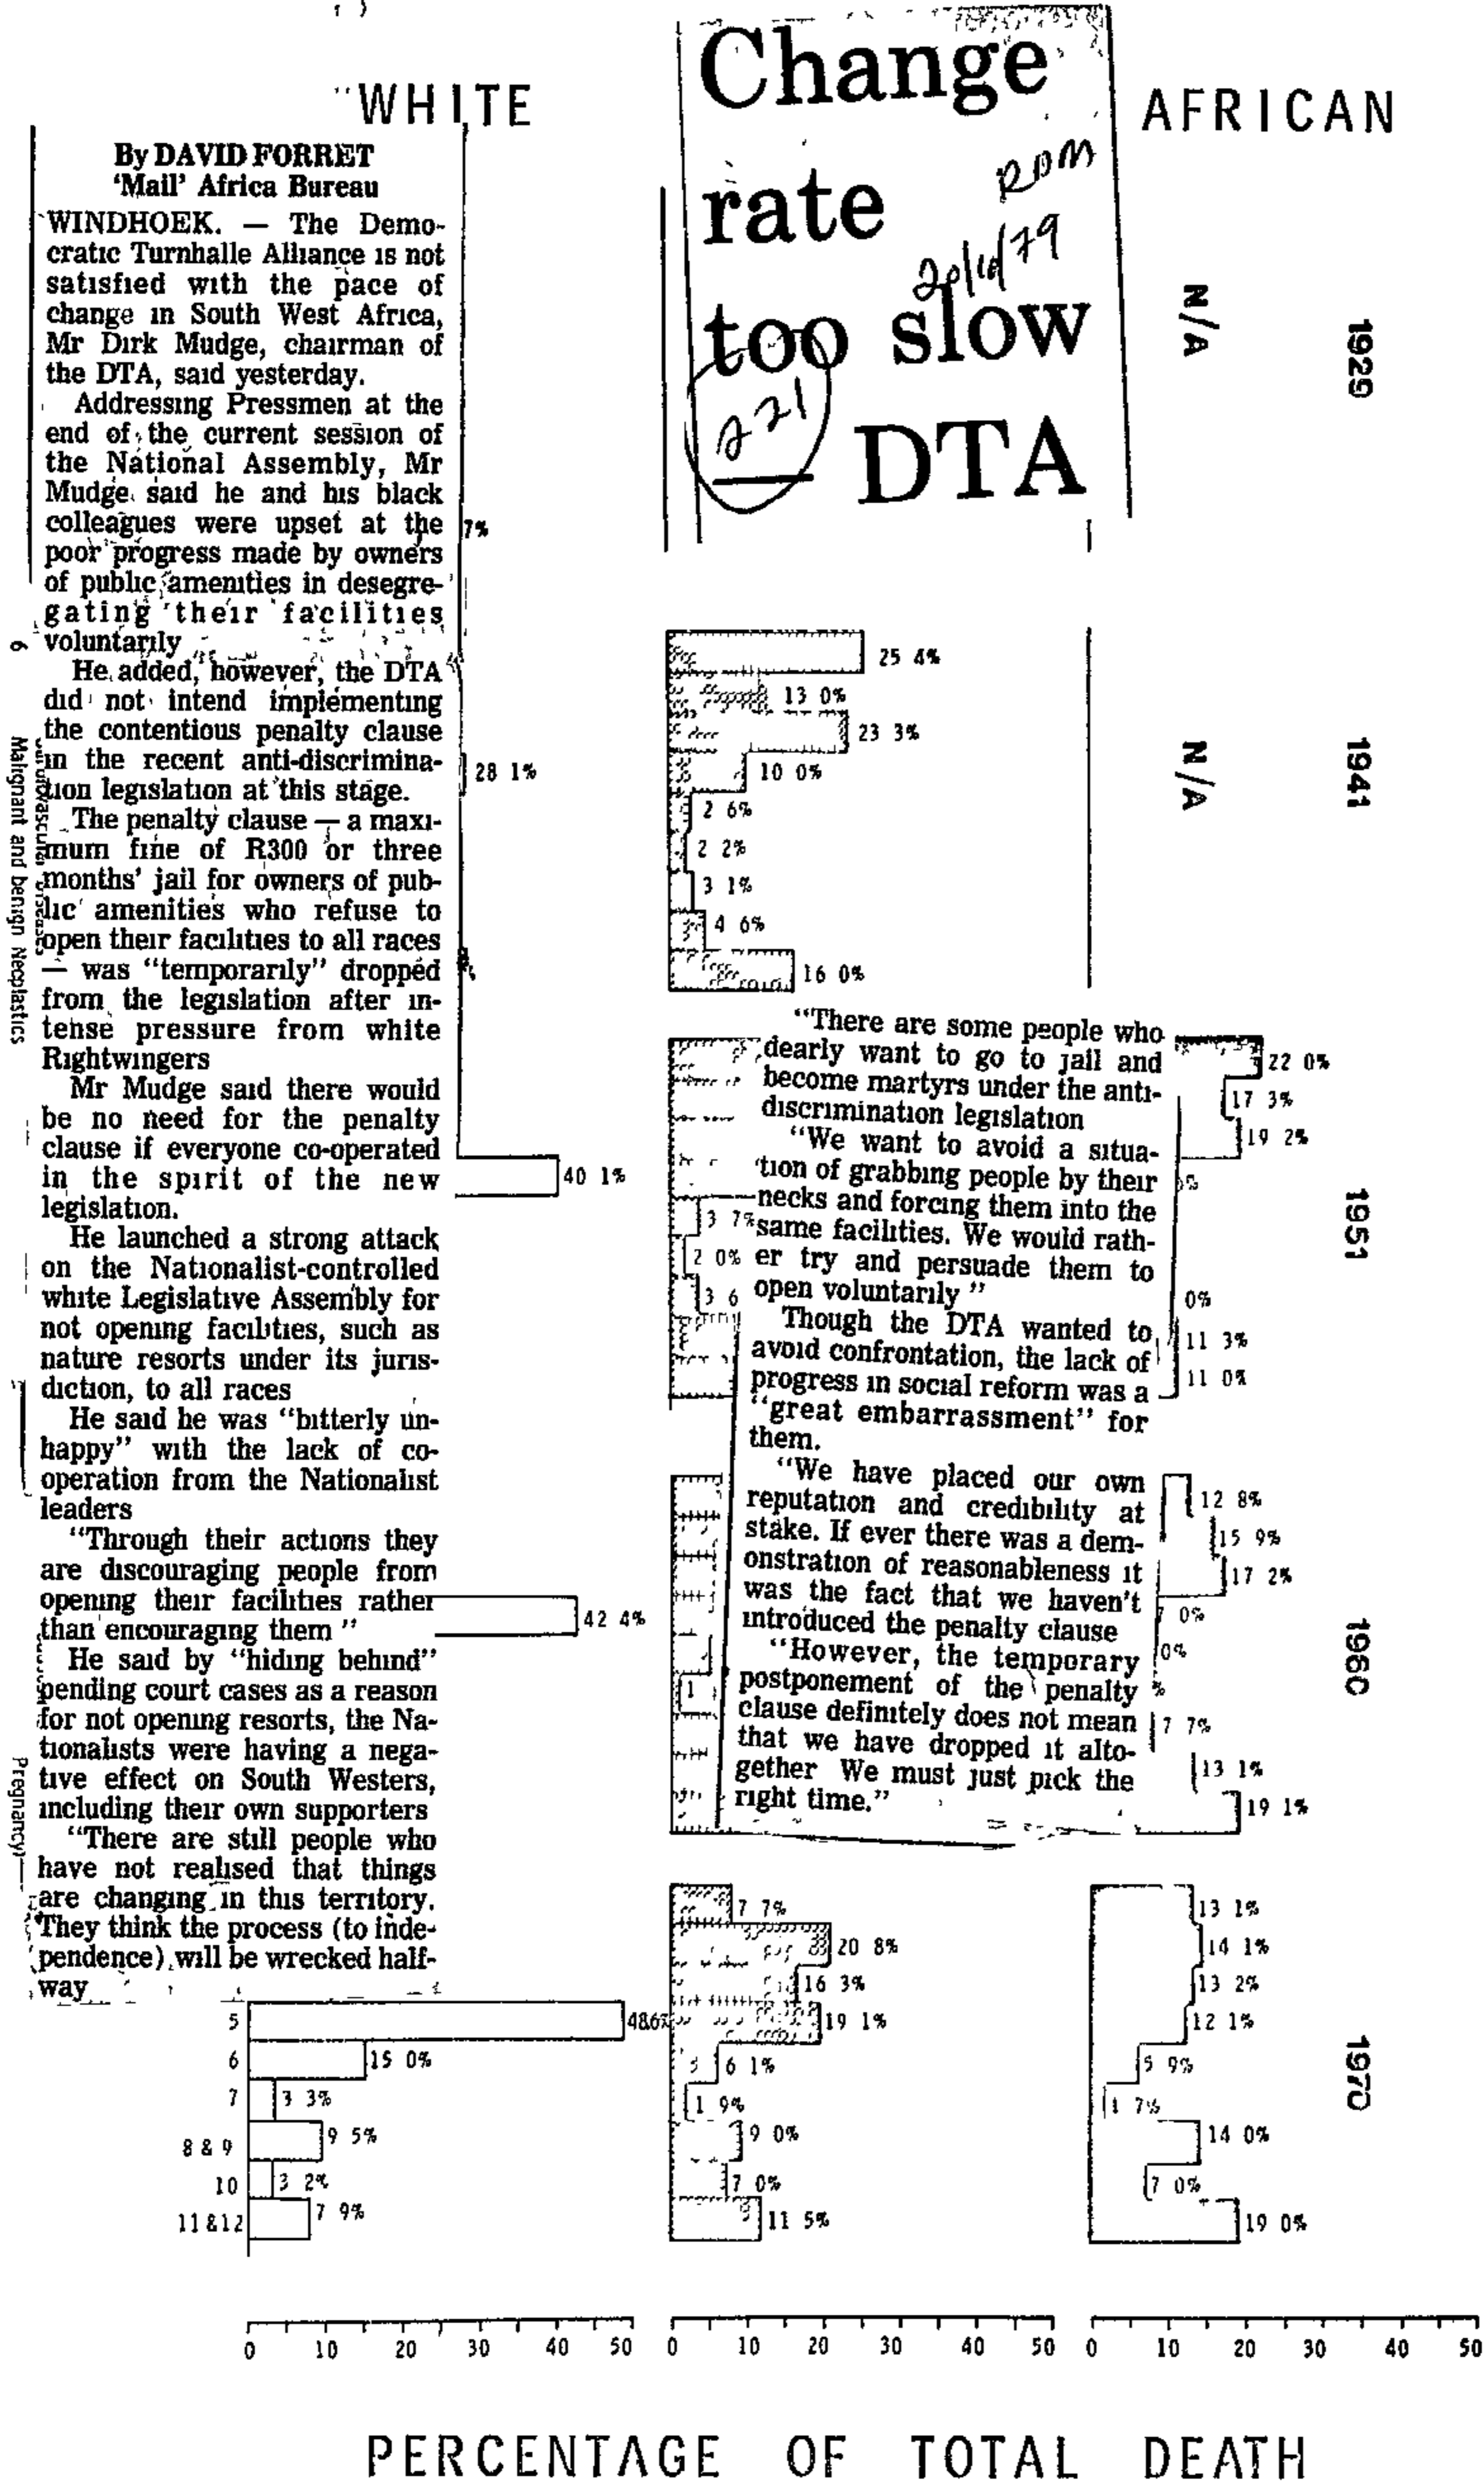 WHITE
AFRICAN
Change
rate
too slow
DTA
RDM
20/10/79
221
By DAVID FORRET
'Mail' Africa Bureau
WINDHOEK. — The Demo-
cratic Turnhalle Alliance is not
satisfied with the pace of
change in South West Africa,
Mr Dirk Mudge, chairman of
the DTA, said yesterday.
Addressing Pressmen at the
end of the current session of
the National Assembly, Mr
Mudge said he and his black
colleagues were upset at the
poor progress made by owners
of public amenities in desegre-
gating their facilities
voluntarily
He added, however, the DTA
did not intend implementing
the contentious penalty clause
in the recent anti-discrimina-
tion legislation at this stage.
The penalty clause — a maxi-
mum fine of R300 or three
months' jail for owners of pub-
lic amenities who refuse to
open their facilities to all races
— was "temporarily" dropped
from the legislation after in-
tense pressure from white
Rightwingers
Mr Mudge said there would
be no need for the penalty
clause if everyone co-operated
in the spirit of the new
legislation.
He launched a strong attack
on the Nationalist-controlled
white Legislative Assembly for
not opening facilities, such as
nature resorts under its juris-
diction, to all races
He said he was "bitterly un-
happy" with the lack of co-
operation from the Nationalist
leaders
"Through their actions they
are discouraging people from
opening their facilities rather
than encouraging them"
He said by "hiding behind"
pending court cases as a reason
for not opening resorts, the Na-
tionalists were having a nega-
tive effect on South Westers,
including their own supporters
"There are still people who
have not realised that things
are changing in this territory.
They think the process (to inde-
pendence) will be wrecked half-
way
"There are some people who
dearly want to go to jail and
become martyrs under the anti-
discrimination legislation
"We want to avoid a situa-
tion of grabbing people by their
necks and forcing them into the
same facilities. We would rath-
er try and persuade them to
open voluntarily"
Though the DTA wanted to
avoid confrontation, the lack of
progress in social reform was a
"great embarrassment" for
them.
"We have placed our own
reputation and credibility at
stake. If ever there was a dem-
onstration of reasonableness it
was the fact that we haven't
introduced the penalty clause
"However, the temporary
postponement of the penalty
clause definitely does not mean
that we have dropped it alto-
gether We must just pick the
right time."
Malignant and benign Neoplastics
Pregnancy
6
7%
28 1%
40 1%
42 4%
5
48.6%
6
15 0%
7
3 3%
8 & 9
9 5%
10
3 2%
11 & 12
7 9%
25 4%
13 0%
23 3%
10 0%
2 6%
2 2%
3 1%
4 6%
16 0%
3 7%
2 0%
3 6
1
7 7%
20 8%
16 3%
19 1%
6 1%
1 9%
9 0%
7 0%
11 5%
N/A
1929
N/A
1941
22 0%
17 3%
19 2%
%
0%
11 3%
11 0%
1951
12 8%
15 9%
17 2%
7 0%
0%
%
7 7%
13 1%
19 1%
1960
13 1%
14 1%
13 2%
12 1%
5 9%
1 7%
14 0%
7 0%
19 0%
1970
0 10 20 30 40 50
0 10 20 30 40 50
0 10 20 30 40 50
PERCENTAGE OF TOTAL DEATH